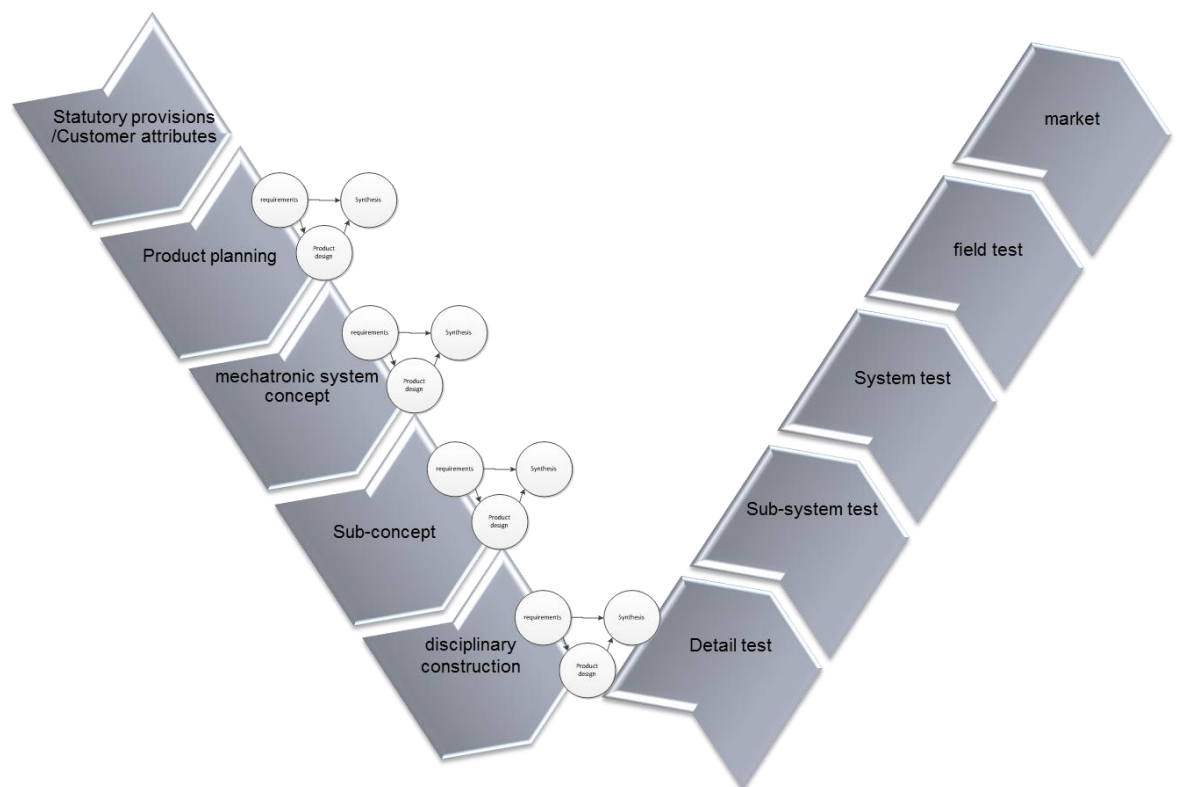 Statutory provisions
/Customer attributes
market
requirements
Synthesis
Product
design
Product planning
field test
requirements
Synthesis
Product
design
mechatronic system
concept
System test
requirements
Synthesis
Product
design
Sub-concept
Sub-system test
requirements
Synthesis
Product
design
disciplinary
construction
Detail test